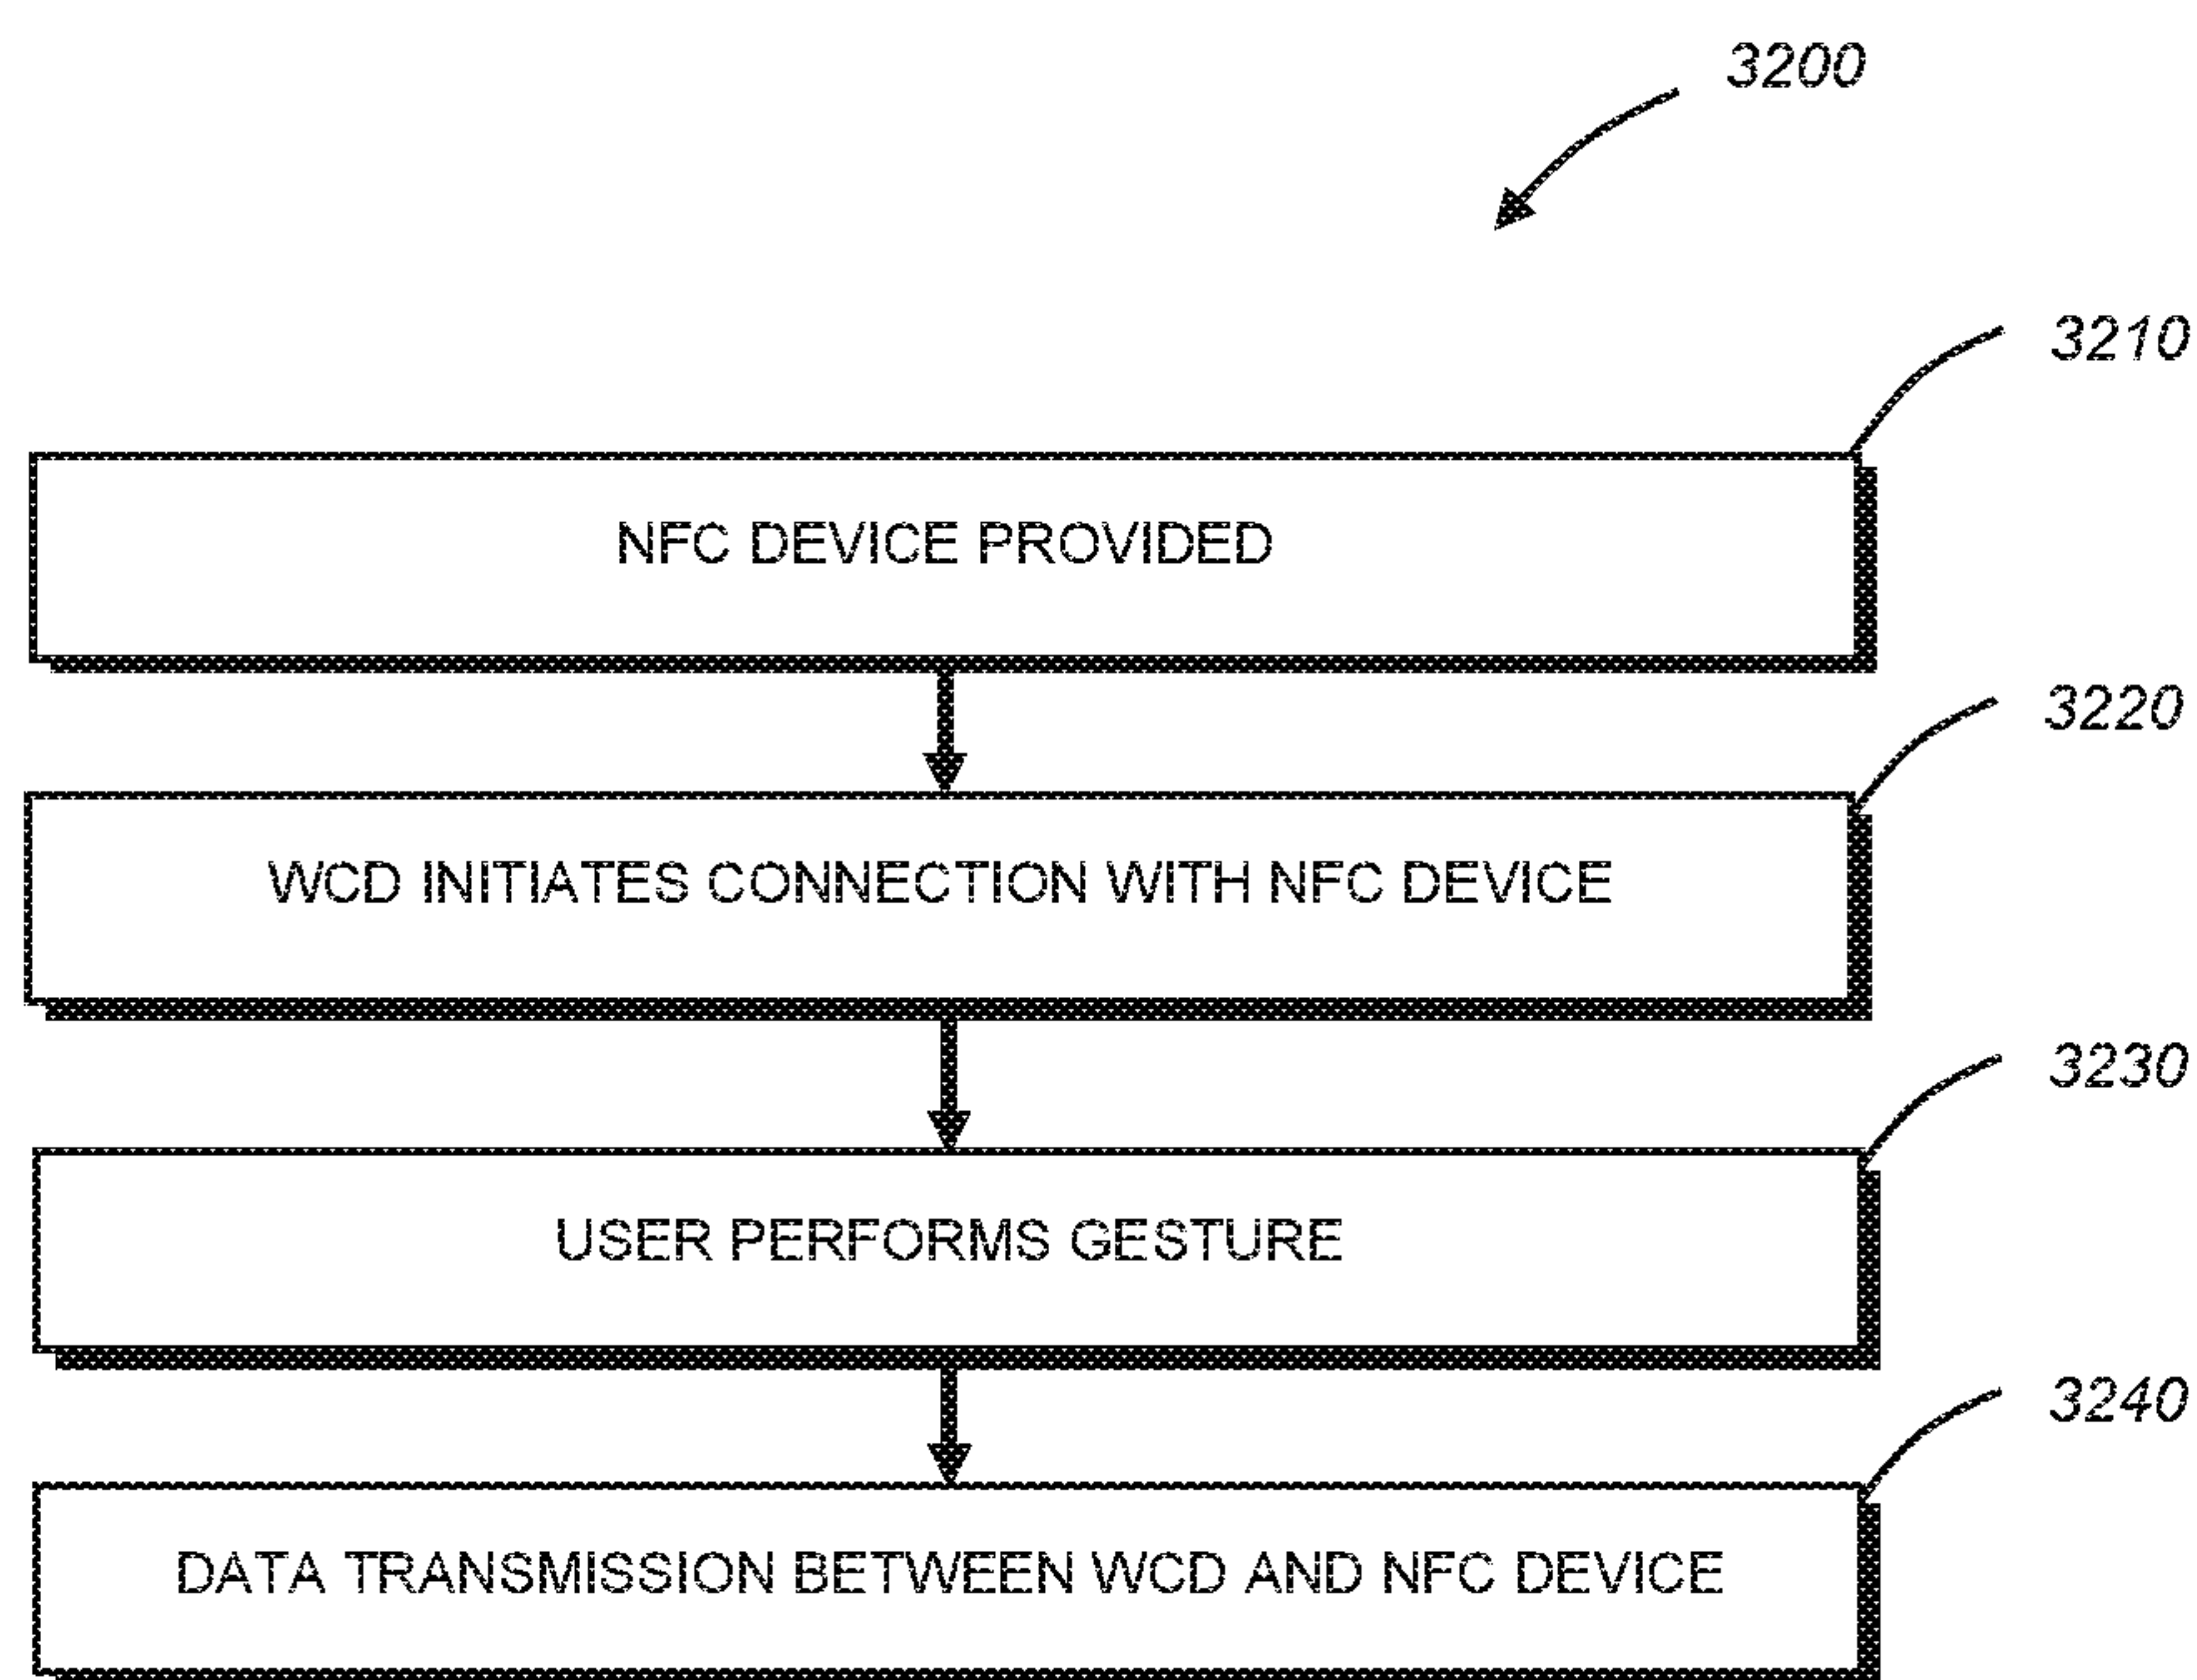 3200
3210
NFC DEVICE PROVIDED
3220
WCD INITIATES CONNECTION WITH NFC DEVICE
3230
USER PERFORMS GESTURE
3240
DATA TRANSMISSION BETWEEN WCD AND NFC DEVICE